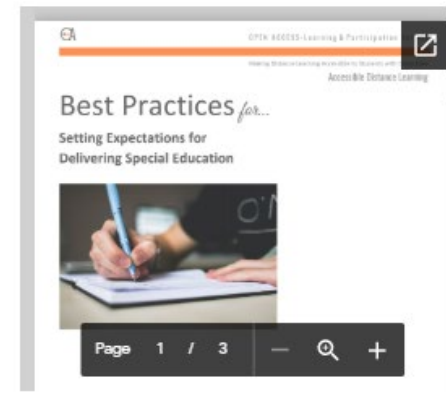 OPEN ACCESS-Learning & Participation
Accessible Distance Learning
Best Practices for...
Setting Expectations for
Delivering Special Education
Page 1 / 3